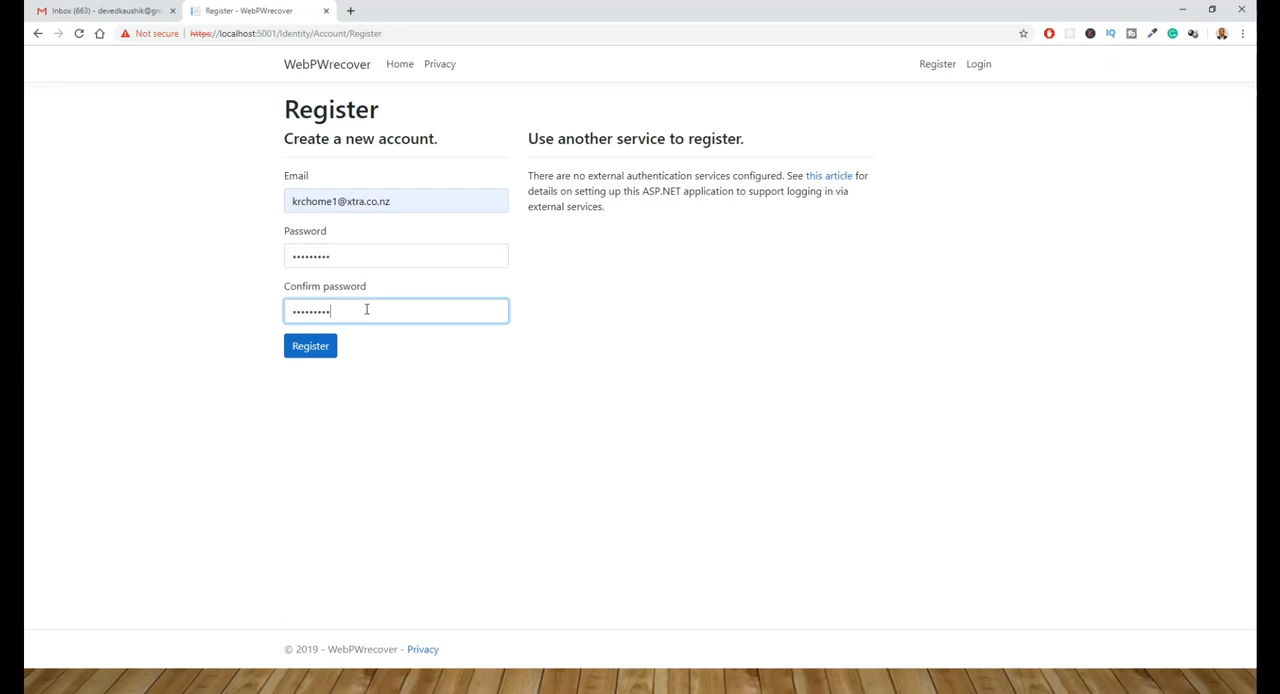 Inbox (663) - devedkaushik@gm
Register - WebPWrecover
Not secure
https://localhost:5001/Identity/Account/Register
WebPWrecover
Home
Privacy
Register
Login
Register
Create a new account.
Use another service to register.
Email
There are no external authentication services configured. See this article for
details on setting up this ASP.NET application to support logging in via
external services.
krchome1@xtra.co.nz
Password
•••••••••
Confirm password
•••••••••
Register
© 2019 - WebPWrecover - Privacy